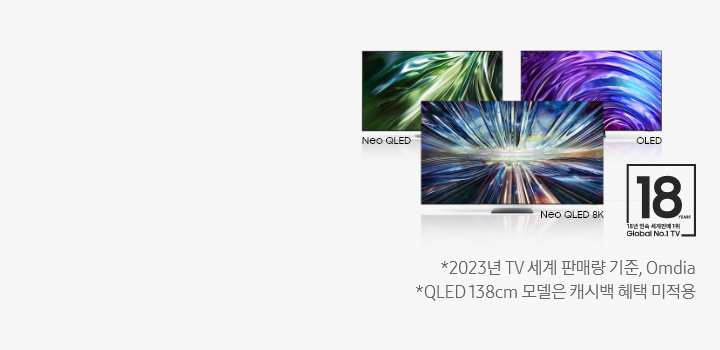 Neo QLED
OLED
Neo QLED 8K
18
YEARS
18년 연속 세계판매 1위
Global No.1 TV
*2023년 TV 세계 판매량 기준, Omdia
*QLED 138cm 모델은 캐시백 혜택 미적용